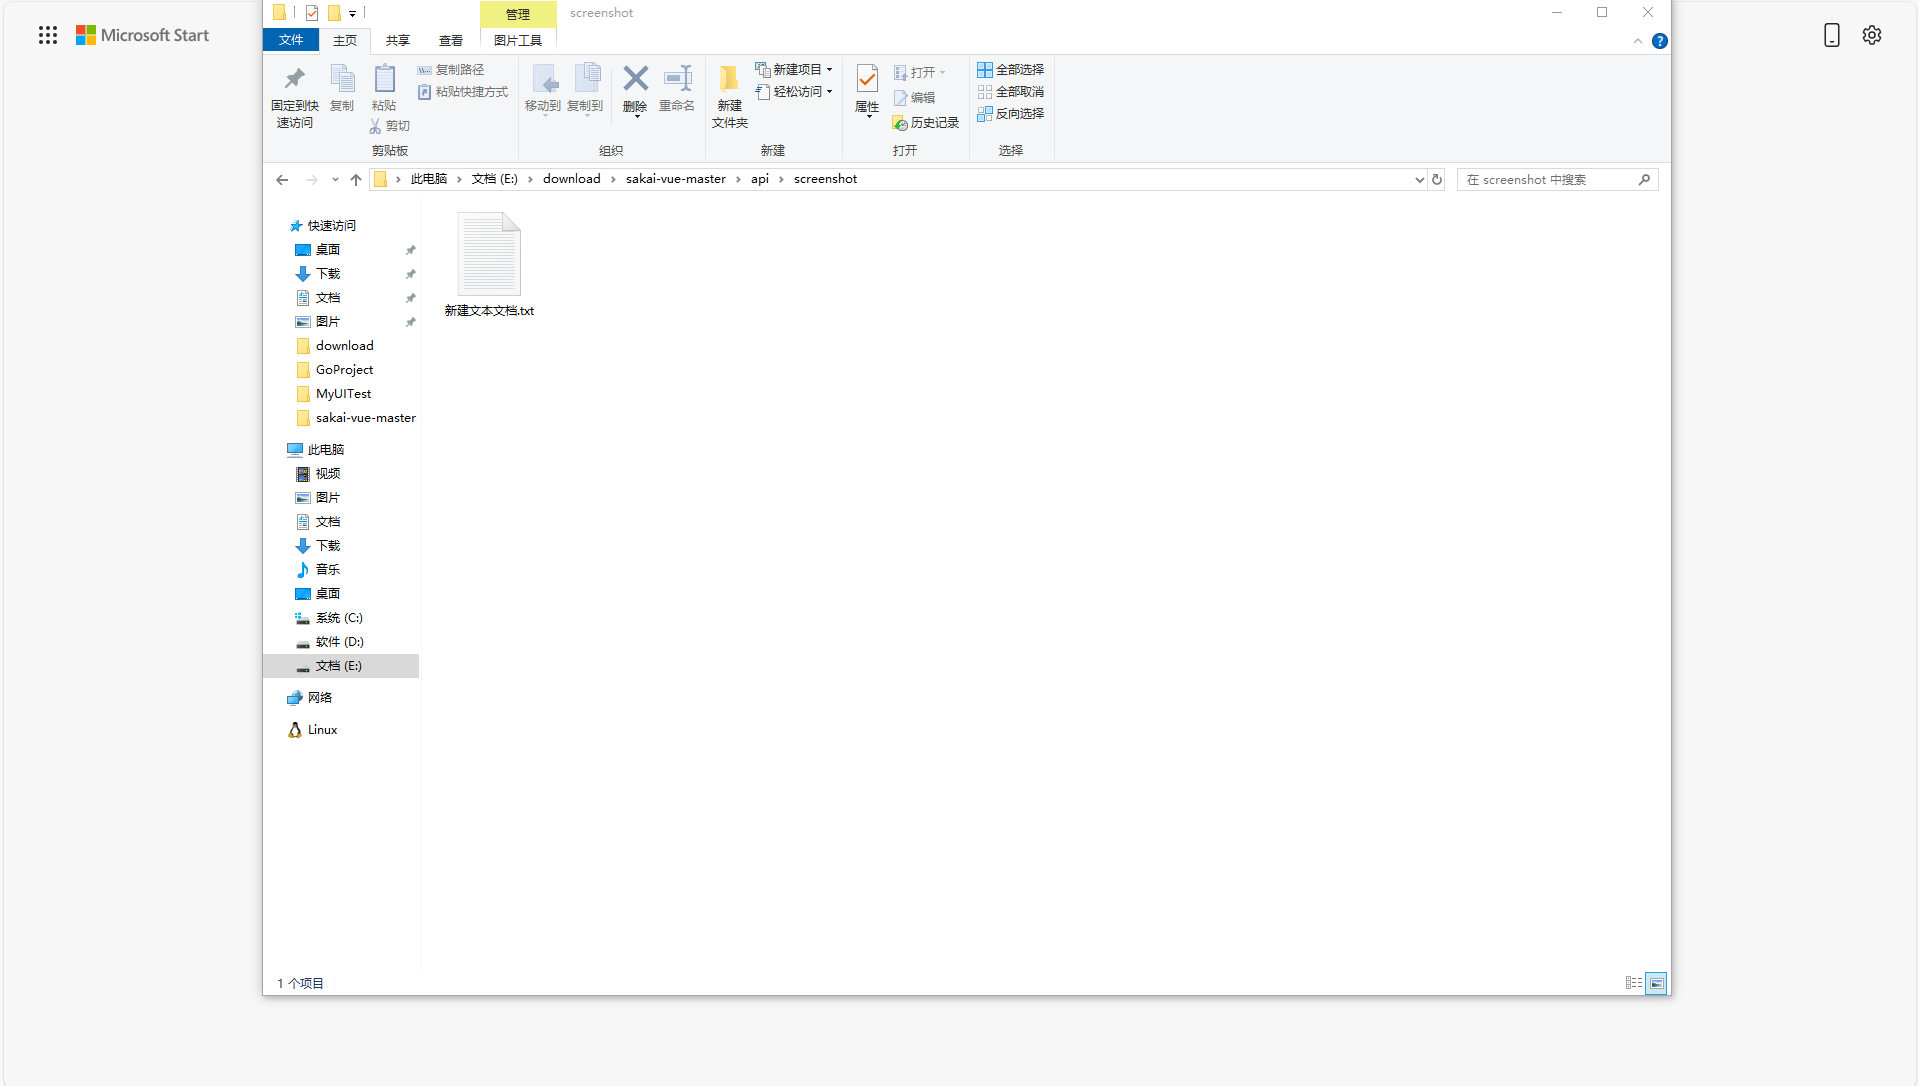 Microsoft Start
管理
screenshot
文件
主页
共享
查看
图片工具
固定到快
速访问
复制
粘贴
复制路径
粘贴快捷方式
剪切
剪贴板
移动到
复制到
删除
重命名
组织
新建
文件夹
新建项目
轻松访问
新建
属性
打开
编辑
历史记录
打开
全部选择
全部取消
反向选择
选择
此电脑
文档 (E:)
download
sakai-vue-master
api
screenshot
在 screenshot 中搜索
快速访问
桌面
下载
文档
图片
download
GoProject
MyUITest
sakai-vue-master
此电脑
视频
图片
文档
下载
音乐
桌面
系统 (C:)
软件 (D:)
文档 (E:)
网络
Linux
新建文本文档.txt
1 个项目